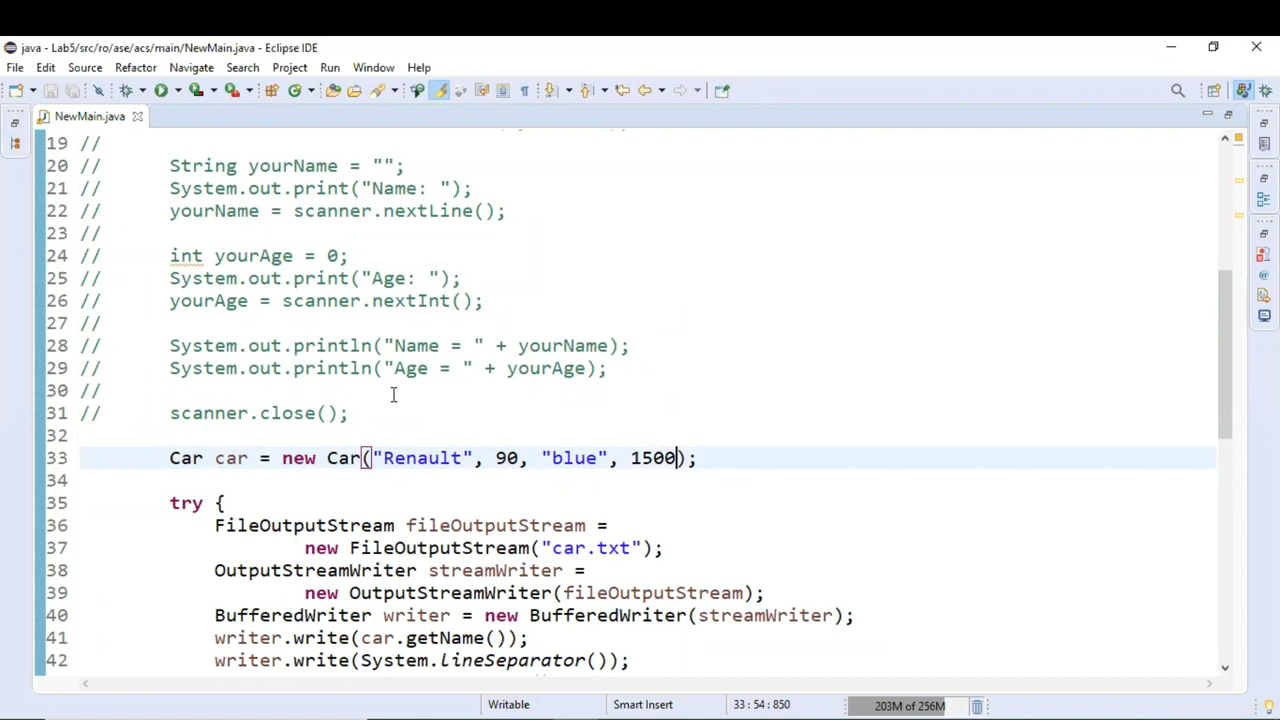 java - Lab5/src/ro/ase/acs/main/NewMain.java - Eclipse IDE
File Edit Source Refactor Navigate Search Project Run Window Help
NewMain.java
19 //
20 // String yourName = "";
21 // System.out.print("Name: ");
22 // yourName = scanner.nextLine();
23 //
24 // int yourAge = 0;
25 // System.out.print("Age: ");
26 // yourAge = scanner.nextInt();
27 //
28 // System.out.println("Name = " + yourName);
29 // System.out.println("Age = " + yourAge);
30 //
31 // scanner.close();
32
33 Car car = new Car("Renault", 90, "blue", 1500);
34
35 try {
36 FileOutputStream fileOutputStream =
37 new FileOutputStream("car.txt");
38 OutputStreamWriter streamWriter =
39 new OutputStreamWriter(fileOutputStream);
40 BufferedWriter writer = new BufferedWriter(streamWriter);
41 writer.write(car.getName());
42 writer.write(System.lineSeparator());
Writable Smart Insert 33 : 54 : 850 203M of 256M